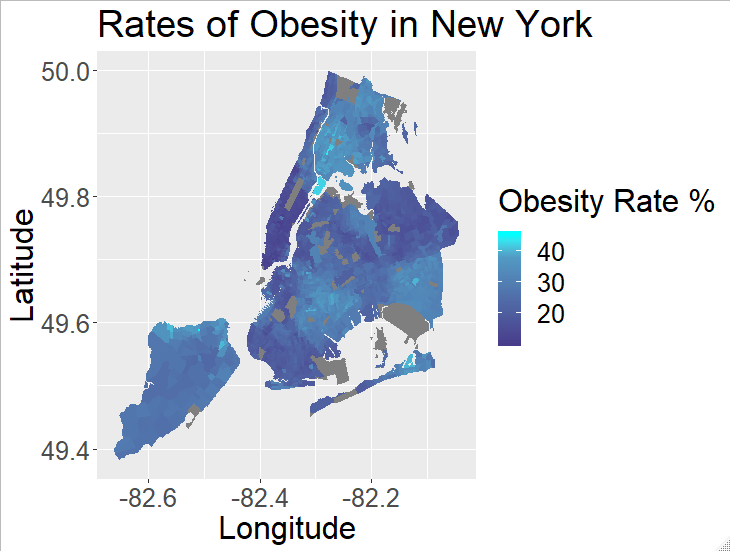 Rates of Obesity in New York
50.0
49.8
49.6
49.4
Latitude
-82.6 -82.4 -82.2
Longitude
Obesity Rate %
40
30
20